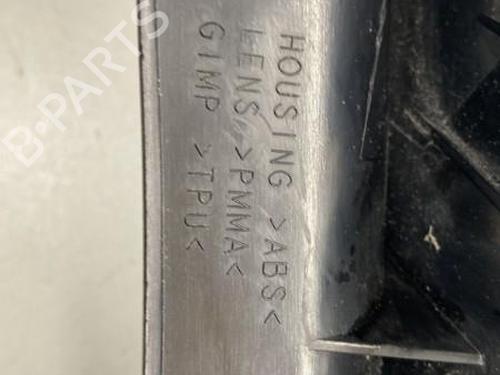 HOUSING >ABS<
LENS >PMMA<
GIMP >TPU<
B-PARTS